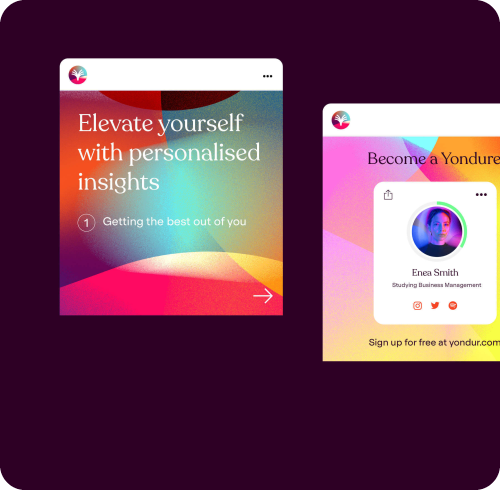 Elevate yourself
with personalised
insights
1 Getting the best out of you
Become a Yondure
Enea Smith
Studying Business Management
Sign up for free at yondur.com